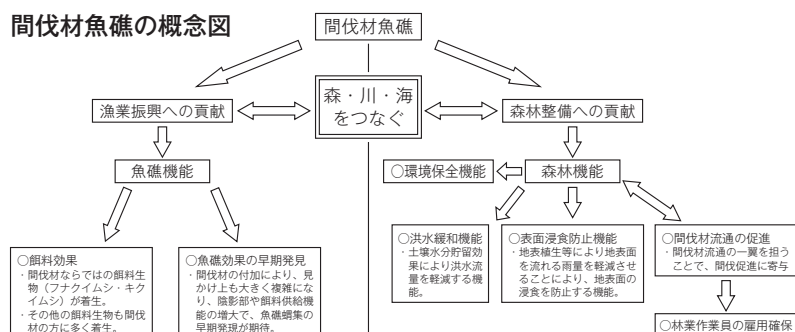 間伐材魚礁の概念図
間伐材魚礁
森・川・海
をつなぐ
漁業振興への貢献
森林整備への貢献
魚礁機能
○環境保全機能
森林機能
○餌料効果
・間伐材ならではの餌料生
物（フナクイムシ・キク
イムシ）が着生。
・その他の餌料生物も間伐
材の方に多く着生。
○魚礁効果の早期発見
・間伐材の付加により、見
かけ上も大きく複雑にな
り、陰影部や餌料供給機
能の増大で、魚礁蝟集の
早期発現が期待。
○洪水緩和機能
・土壌水分貯留効
果により洪水流
量を軽減する機
能。
○表面浸食防止機能
・地表植生等により地表面
を流れる雨量を軽減させ
ることにより、地表面の
浸食を防止する機能。
○間伐材流通の促進
・間伐材流通の一翼を担う
ことで、間伐促進に寄与
○林業作業員の雇用確保